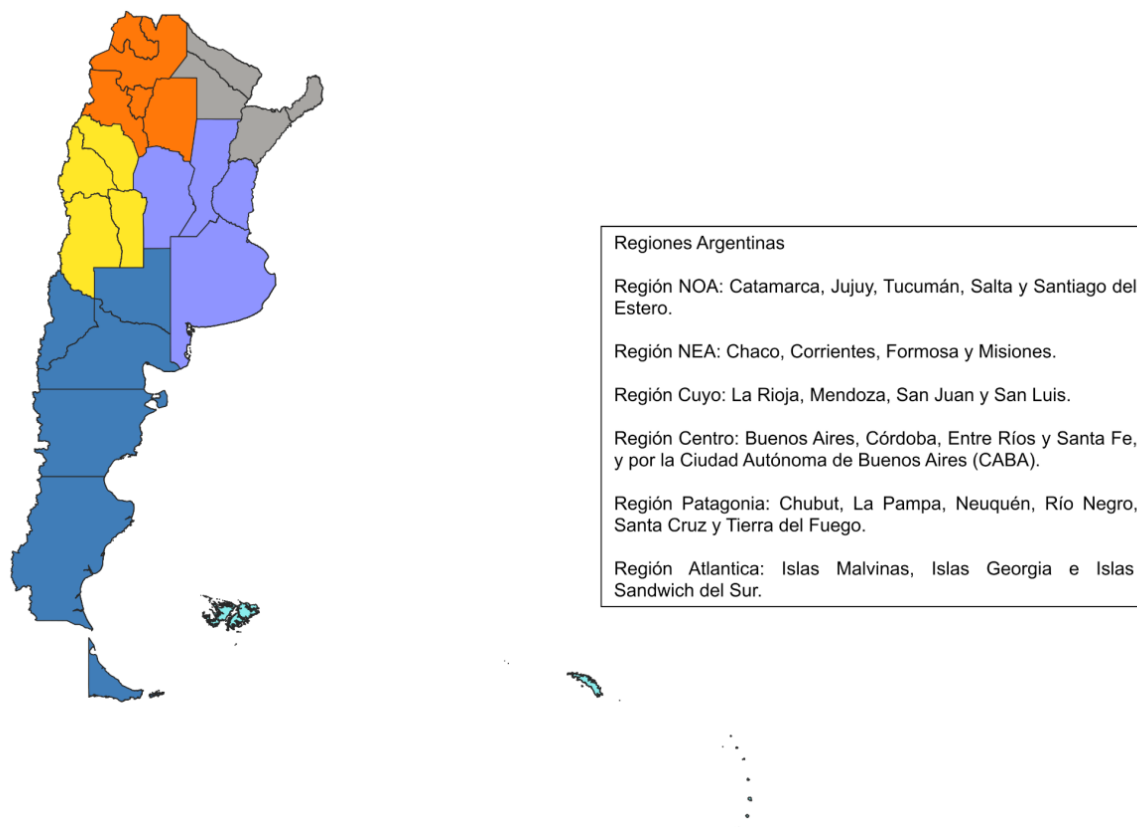 Regiones Argentinas
Región NOA: Catamarca, Jujuy, Tucumán, Salta y Santiago del
Estero.
Región NEA: Chaco, Corrientes, Formosa y Misiones.
Región Cuyo: La Rioja, Mendoza, San Juan y San Luis.
Región Centro: Buenos Aires, Córdoba, Entre Ríos y Santa Fe,
y por la Ciudad Autónoma de Buenos Aires (CABA).
Región Patagonia: Chubut, La Pampa, Neuquén, Río Negro,
Santa Cruz y Tierra del Fuego.
Región Atlantica: Islas Malvinas, Islas Georgia e Islas
Sandwich del Sur.